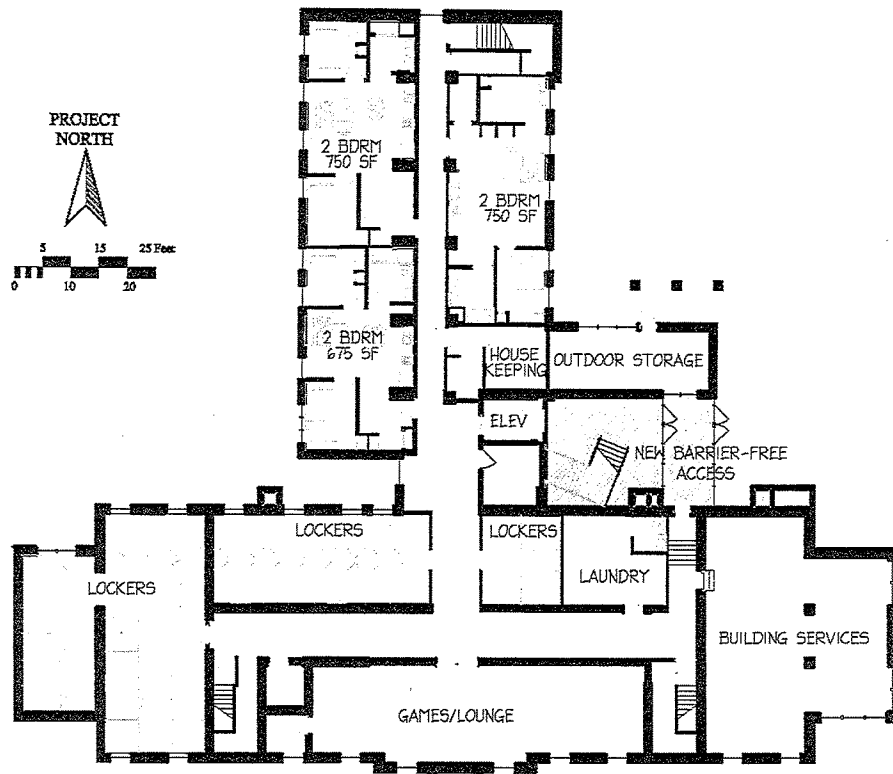 PROJECT
NORTH
5 15 25 Feet
0 10 20
2 BDRM
750 SF
2 BDRM
750 SF
2 BDRM
675 SF
HOUSE
KEEPING
OUTDOOR STORAGE
ELEV
NEW BARRIER-FREE
ACCESS
LOCKERS
LOCKERS
LOCKERS
LAUNDRY
BUILDING SERVICES
GAMES/LOUNGE